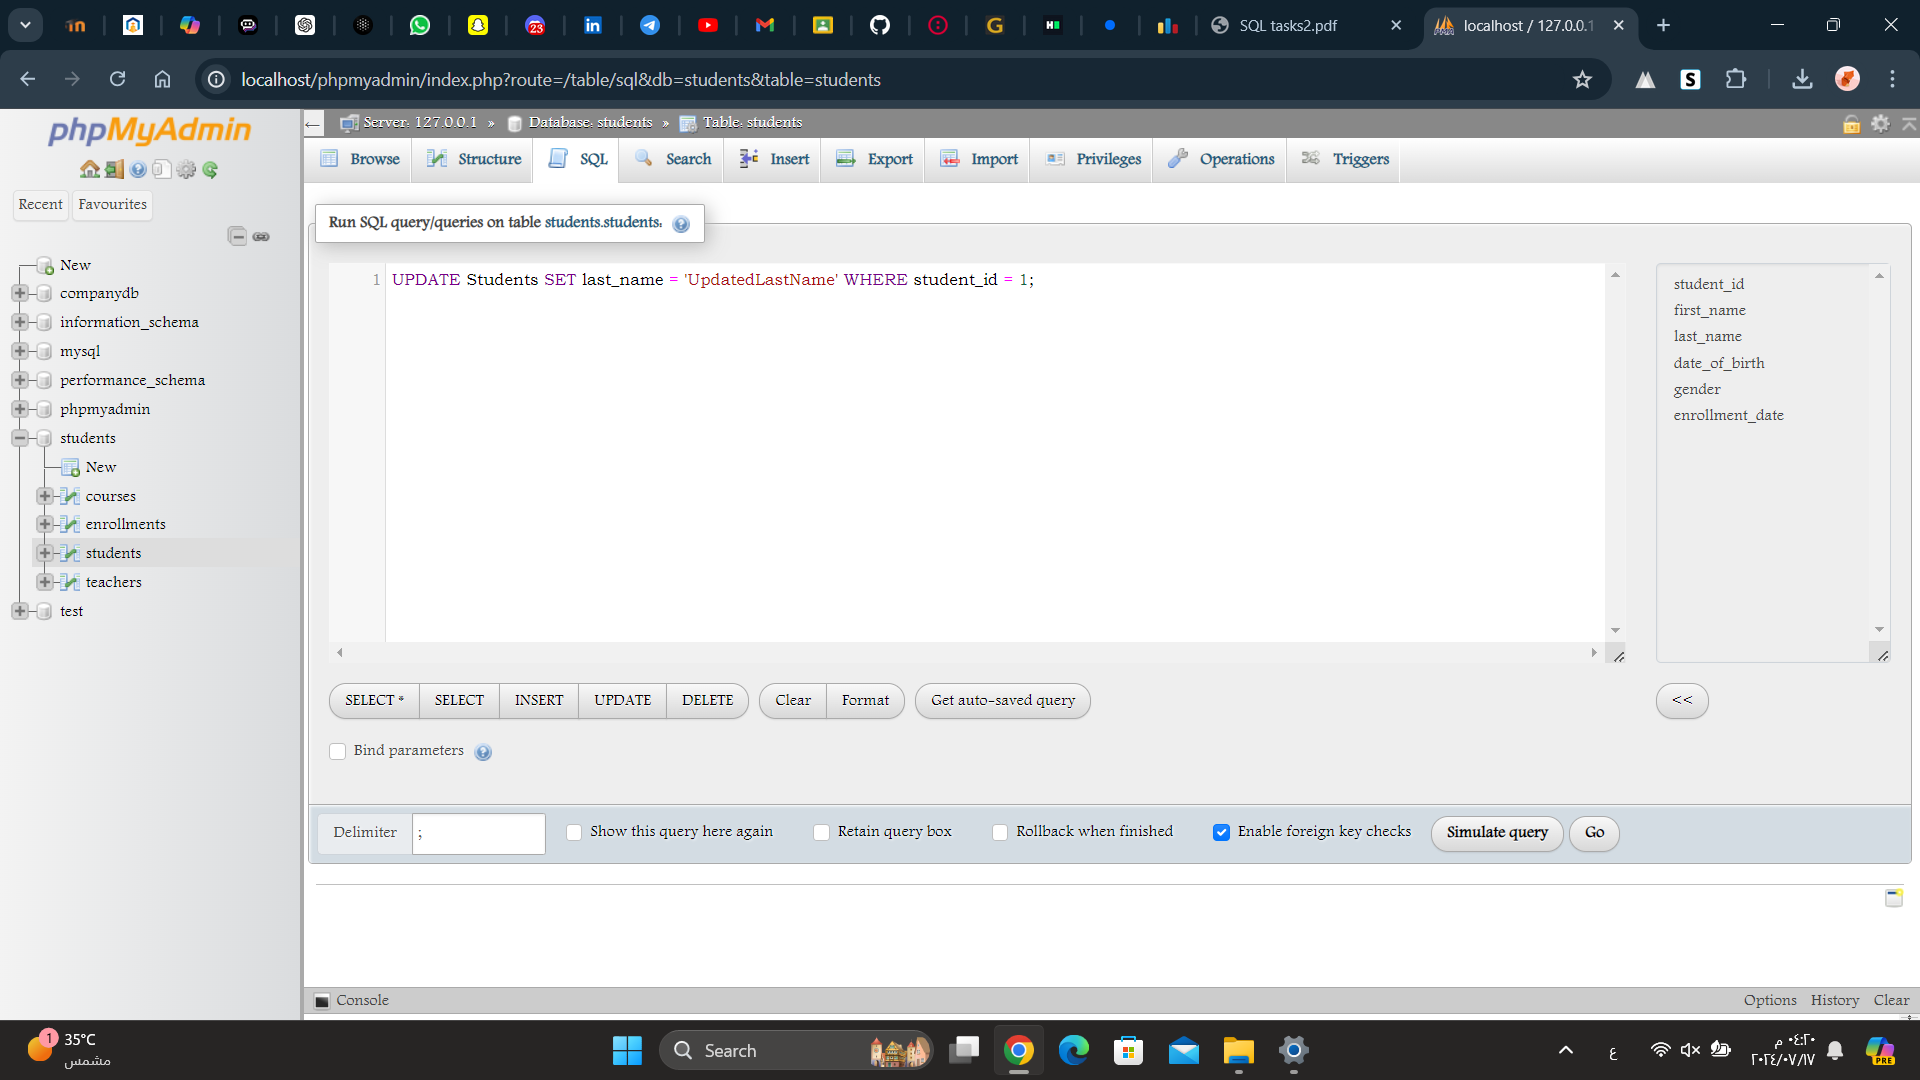 23
SQL tasks2.pdf
localhost / 127.0.0.1
localhost/phpmyadmin/index.php?route=/table/sql&db=students&table=students
phpMyAdmin
Recent
Favourites
New
companydb
information_schema
mysql
performance_schema
phpmyadmin
students
New
courses
enrollments
students
teachers
test
Server: 127.0.0.1 » Database: students » Table: students
Browse
Structure
SQL
Search
Insert
Export
Import
Privileges
Operations
Triggers
Run SQL query/queries on table students.students:
1 UPDATE Students SET last_name = 'UpdatedLastName' WHERE student_id = 1;
student_id
first_name
last_name
date_of_birth
gender
enrollment_date
SELECT *
SELECT
INSERT
UPDATE
DELETE
Clear
Format
Get auto-saved query
<<
Bind parameters
Delimiter
;
Show this query here again
Retain query box
Rollback when finished
Enable foreign key checks
Simulate query
Go
Console
Options
History
Clear
1
35°C
مشمس
Search
ع
٠٤:٢٠ م
٢٠٢٤/٠٧/١٧
PRE